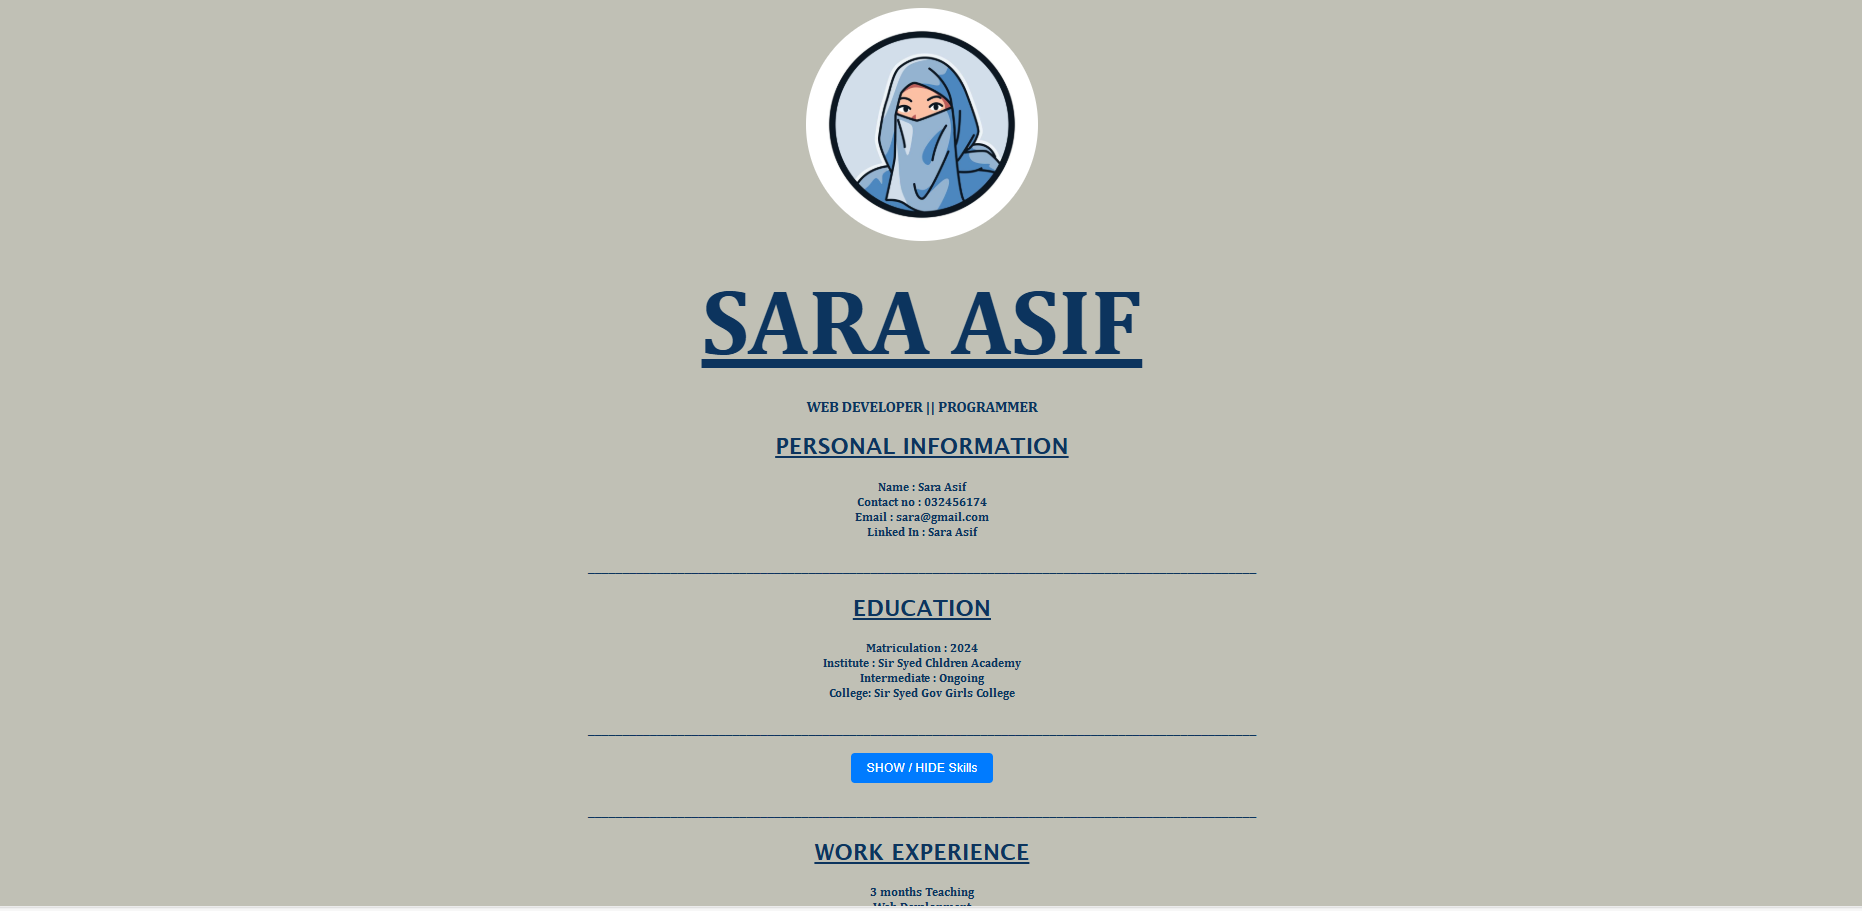 SARA ASIF
WEB DEVELOPER || PROGRAMMER
PERSONAL INFORMATION
Name : Sara Asif
Contact no : 032456174
Email : sara@gmail.com
Linked In : Sara Asif
EDUCATION
Matriculation : 2024
Institute : Sir Syed Chldren Academy
Intermediate : Ongoing
College: Sir Syed Gov Girls College
SHOW / HIDE Skills
WORK EXPERIENCE
3 months Teaching
Web Development